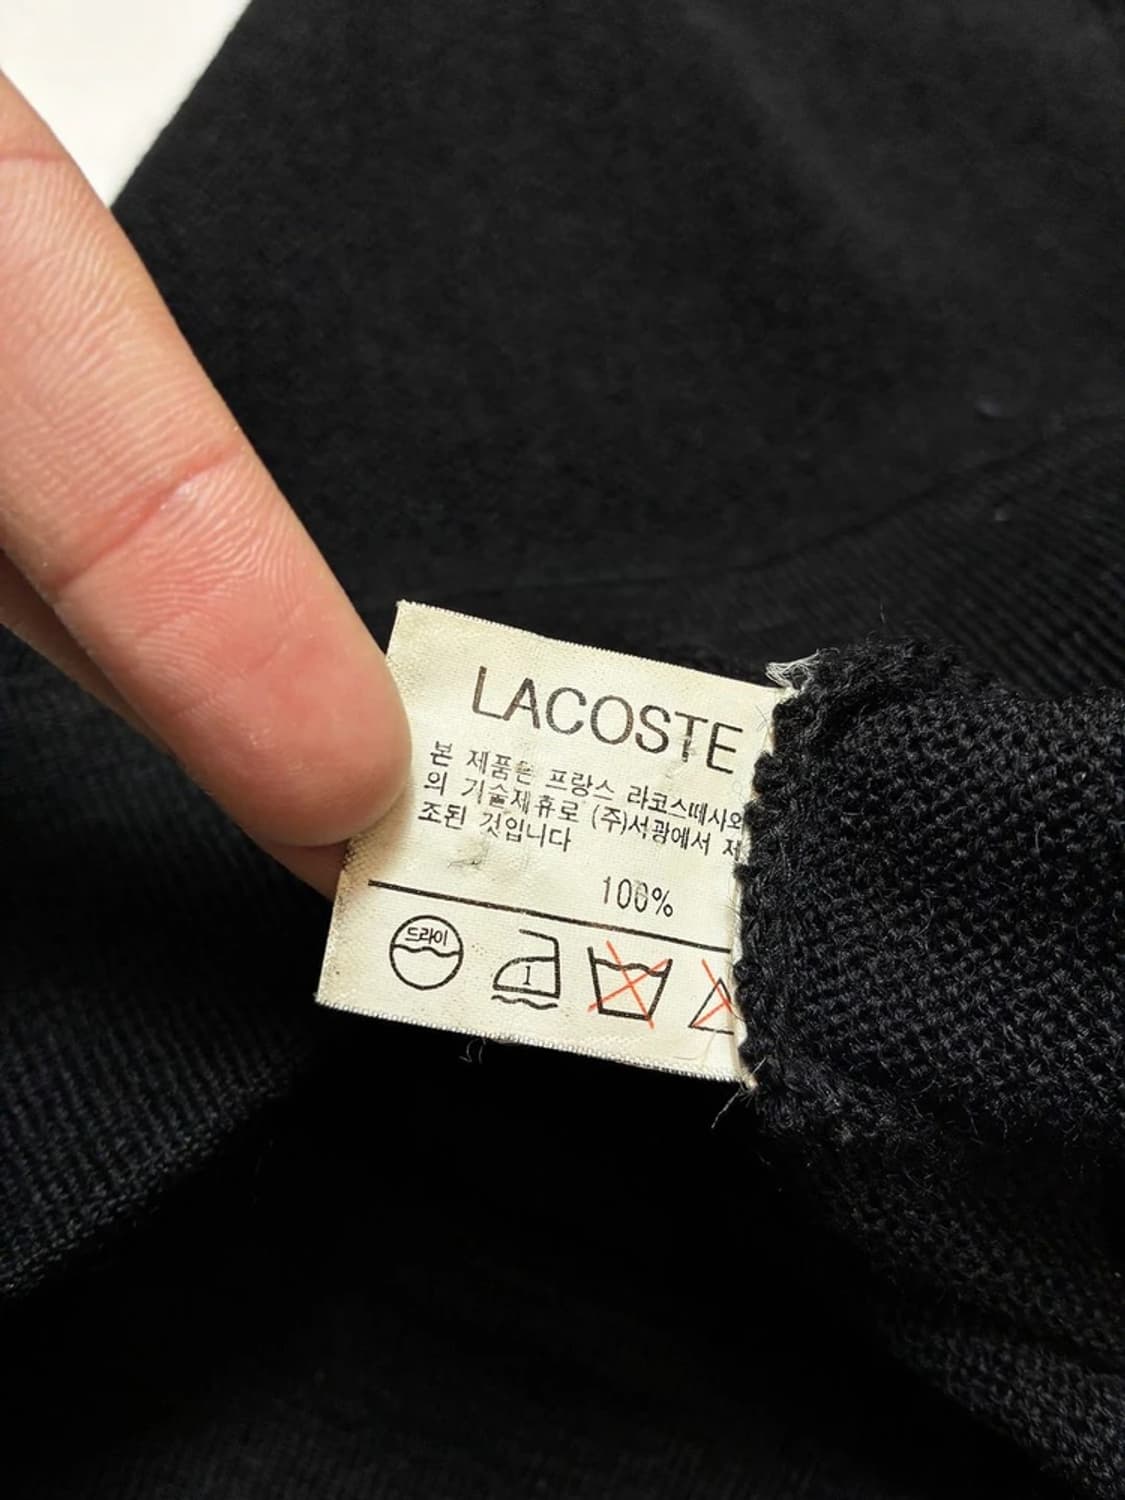 LACOSTE
본 제품은 프랑스 라코스떼사와
의 기술제휴로 (주)서광에서 제
조된 것입니다
100%
드라이
1